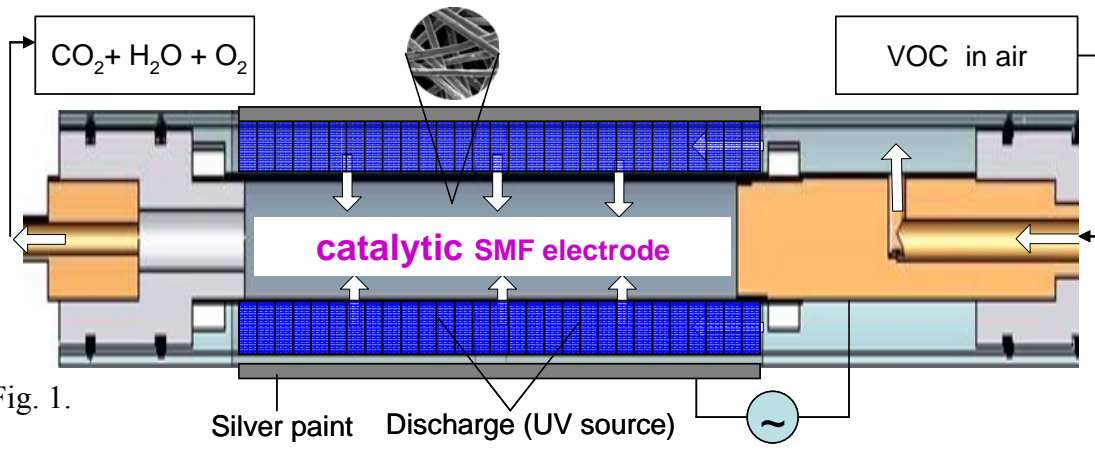 CO₂+ H₂O + O₂
VOC in air
catalytic SMF electrode
Fig. 1.
Silver paint
Discharge (UV source)
~